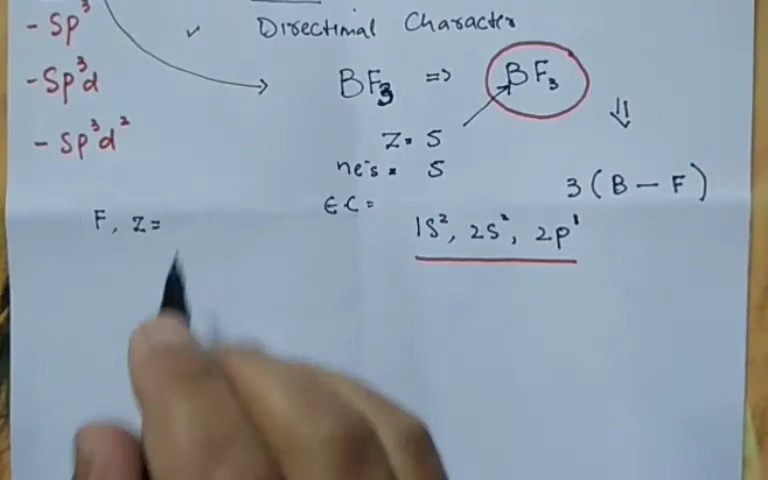 - Sp³
✓ Directional Character
- Sp³d
BF₃ ⇒ BF₃
- Sp³d²
Z = 5
ne's = 5
3 (B — F)
F, Z =
EC =
1S², 2S², 2p¹